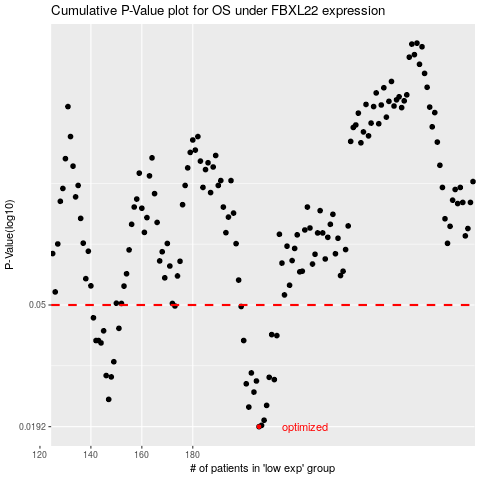 Cumulative P-Value plot for OS under FBXL22 expression
P-Value(log10)
0.05
0.0192
optimized
120 140 160 180
# of patients in 'low exp' group